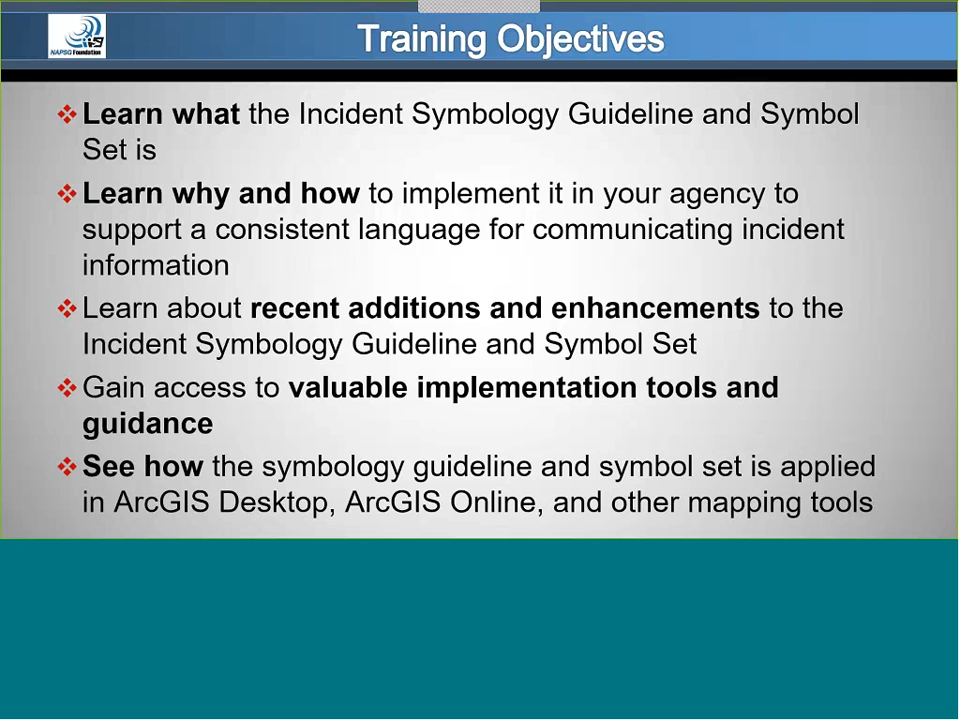 NAPSG Foundation
Training Objectives
Learn what the Incident Symbology Guideline and Symbol
Set is
Learn why and how to implement it in your agency to
support a consistent language for communicating incident
information
Learn about recent additions and enhancements to the
Incident Symbology Guideline and Symbol Set
Gain access to valuable implementation tools and
guidance
See how the symbology guideline and symbol set is applied
in ArcGIS Desktop, ArcGIS Online, and other mapping tools